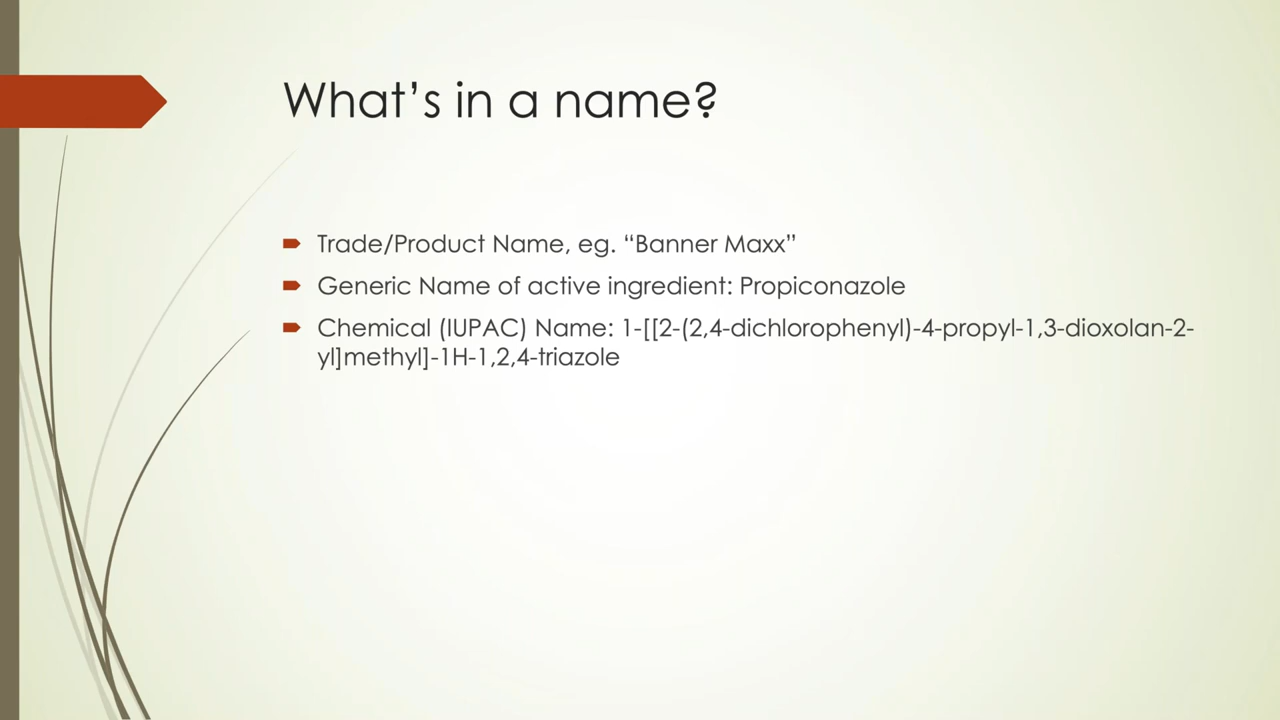 What’s in a name?
Trade/Product Name, eg. “Banner Maxx”
Generic Name of active ingredient: Propiconazole
Chemical (IUPAC) Name: 1-[[2-(2,4-dichlorophenyl)-4-propyl-1,3-dioxolan-2-
yl]methyl]-1H-1,2,4-triazole